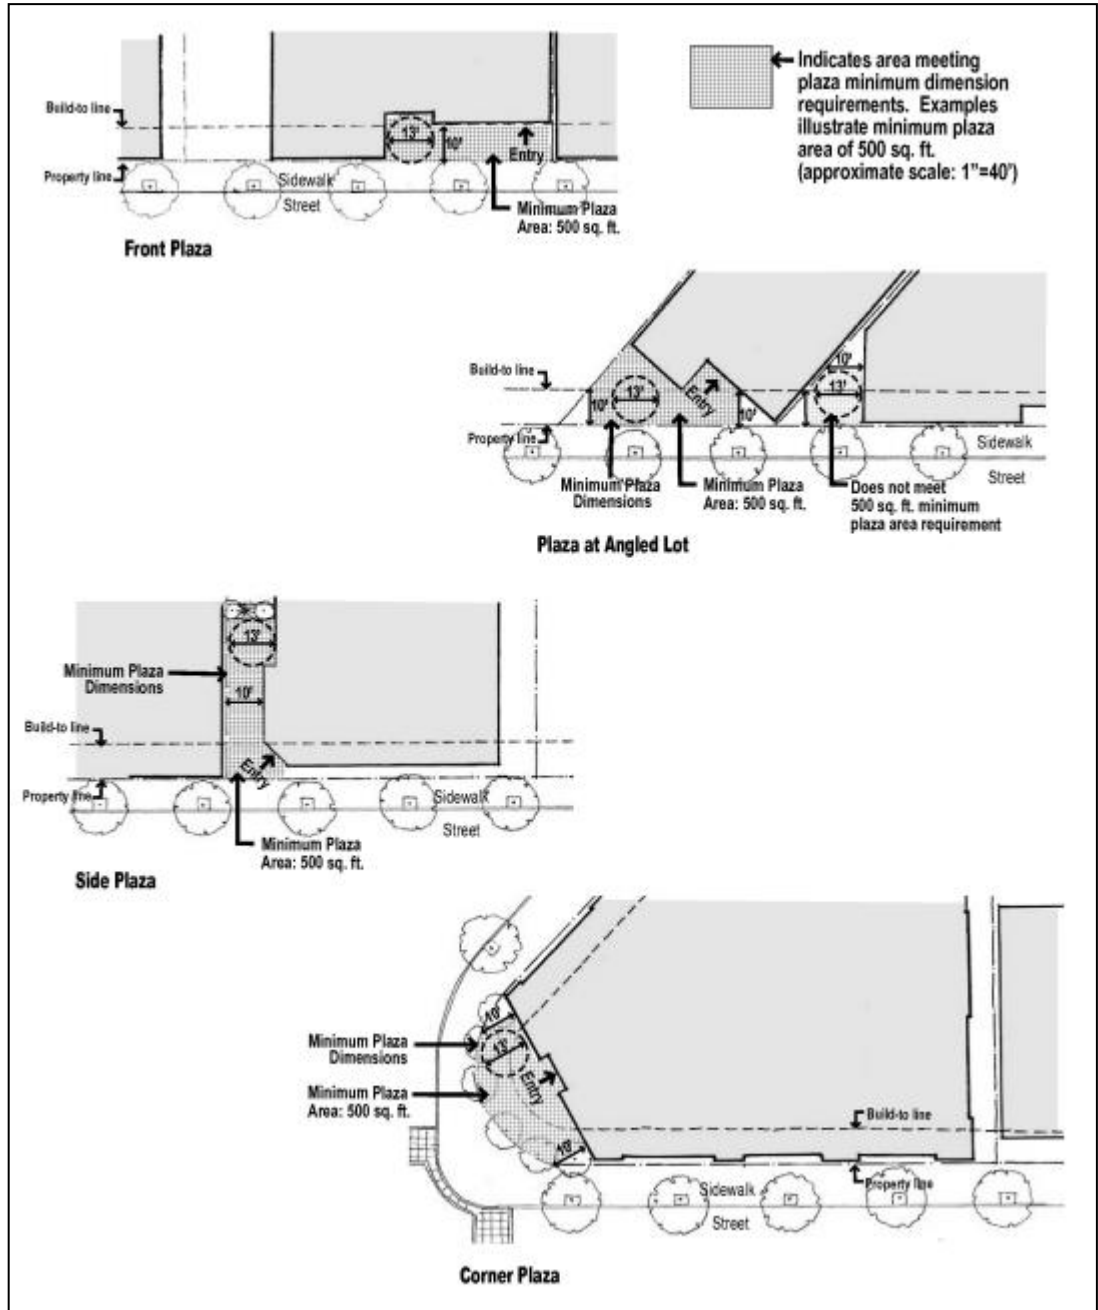 Indicates area meeting
plaza minimum dimension
requirements. Examples
illustrate minimum plaza
area of 500 sq. ft.
(approximate scale: 1"=40')
Build-to line
13'
10'
Entry
Property line
Sidewalk
Street
Minimum Plaza
Area: 500 sq. ft.
Front Plaza
10'
Build-to line
13'
13'
10'
Entry
10'
Property line
Sidewalk
Street
Minimum Plaza
Dimensions
Minimum Plaza
Area: 500 sq. ft.
Does not meet
500 sq. ft. minimum
plaza area requirement
Plaza at Angled Lot
13'
Minimum Plaza
Dimensions
10'
Build-to line
Entry
Property line
Sidewalk
Street
Minimum Plaza
Area: 500 sq. ft.
Side Plaza
10'
Minimum Plaza
Dimensions
13'
Entry
Minimum Plaza
Area: 500 sq. ft.
Build-to line
10'
Property line
Sidewalk
Street
Corner Plaza